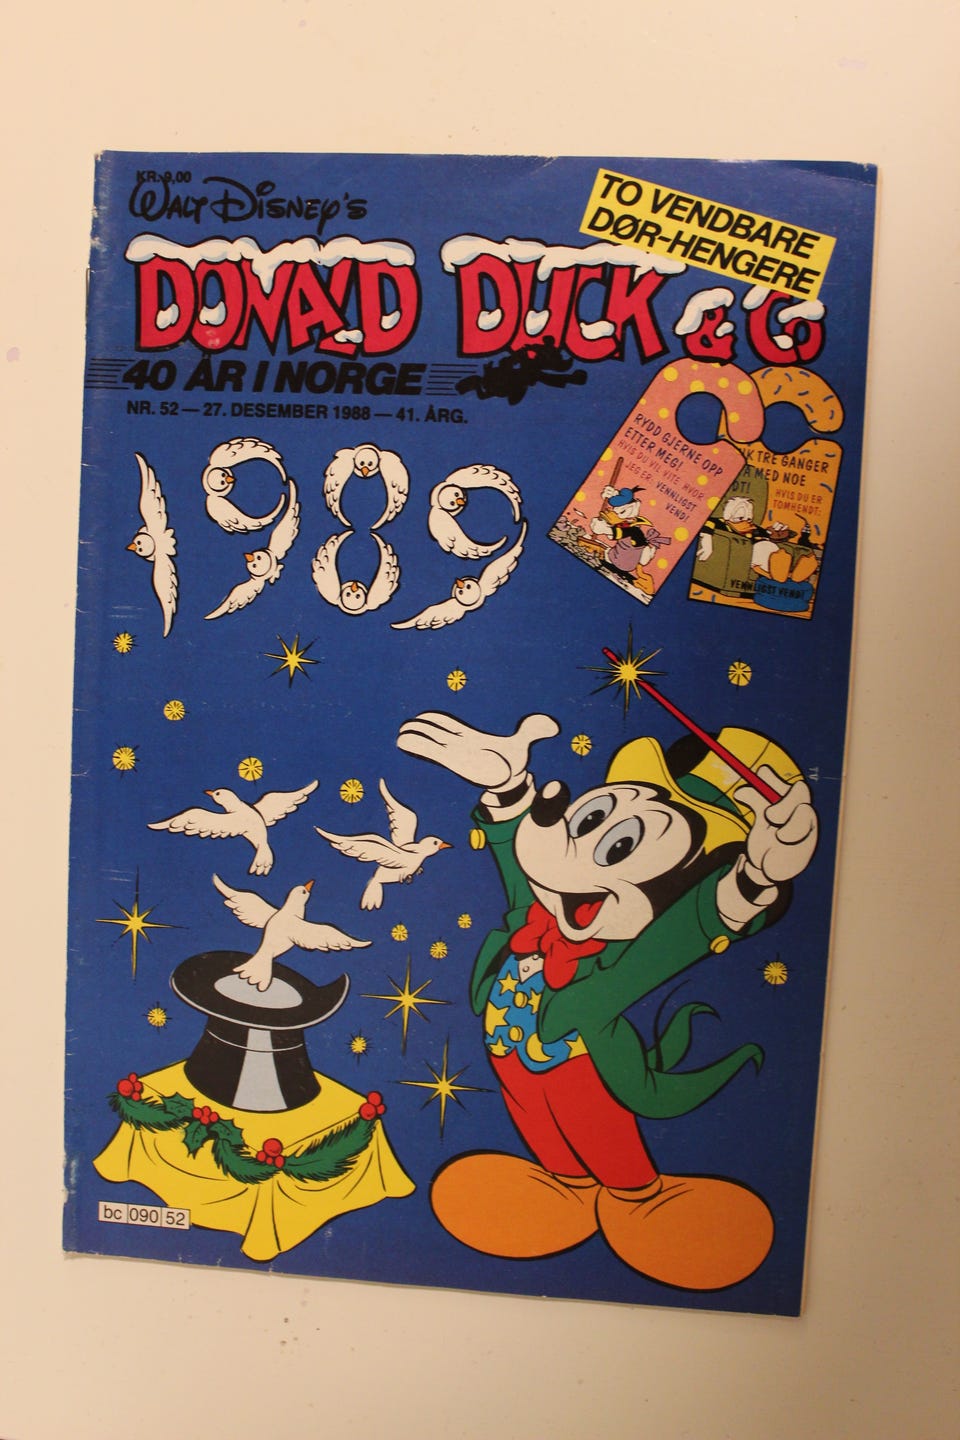 KR. 9,00
WALT DISNEY'S
DONALD DUCK & CO
TO VENDBARE
DØR-HENGERE
40 ÅR I NORGE
NR. 52 — 27. DESEMBER 1988 — 41. ÅRG.
1989
RYDD GJERNE OPP
ETTER MEG!
HVIS DU VIL VITE, HVOR
JEG ER: VENNLIGST
VEND!
TRE GANGER
MED NOE
HVIS DU ER
TOMHENDT:
VENNLIGST VEND!
TV
bc 090 52